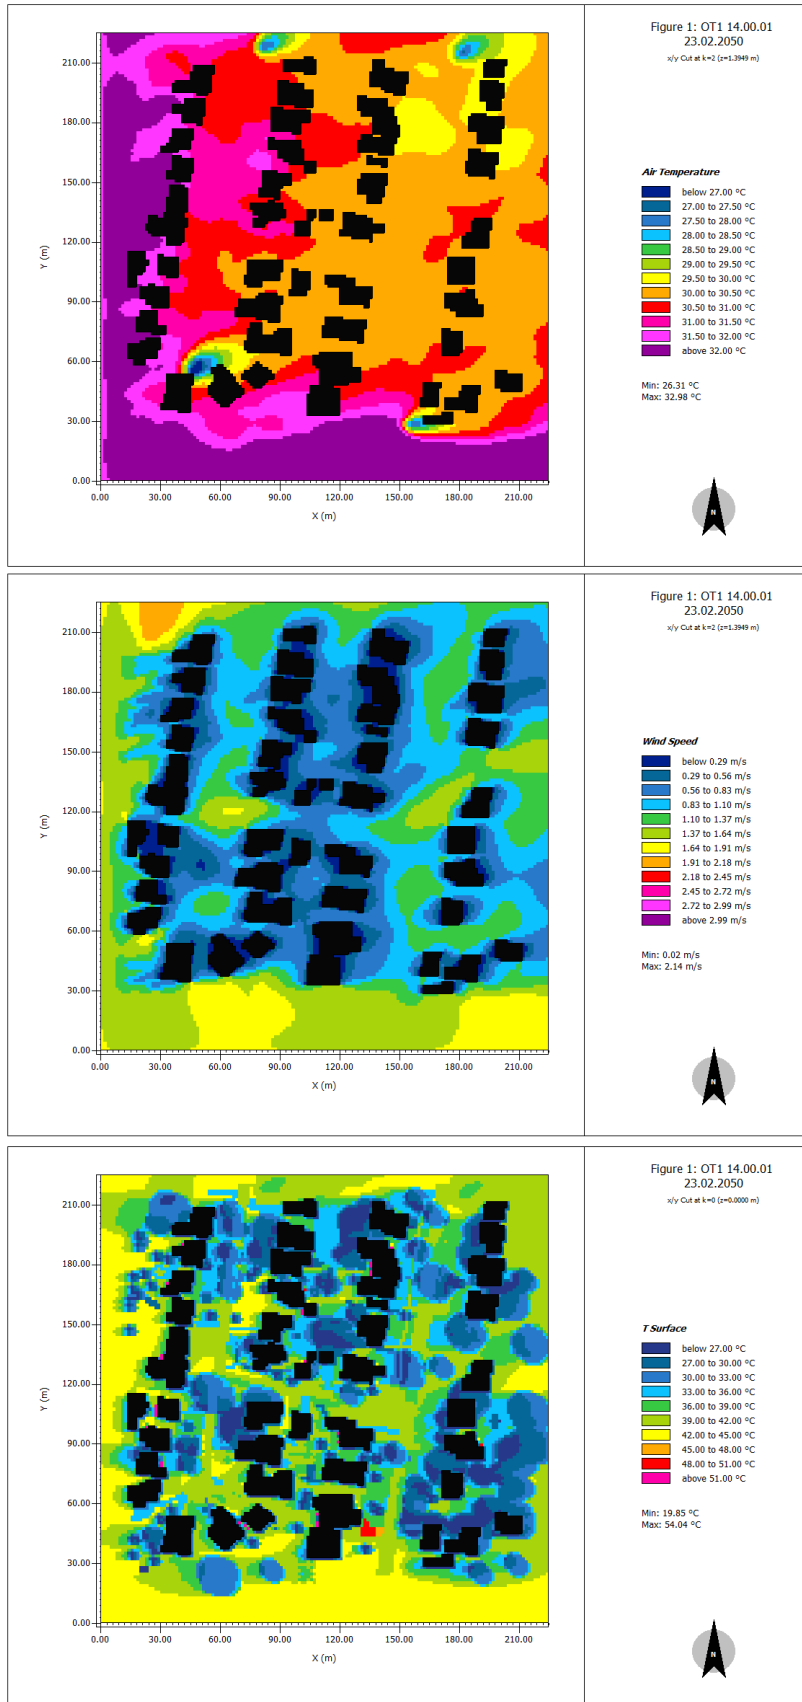 Figure 1: OT1 14.00.01
23.02.2050
x/y Cut at k=2 (z=1.3949 m)
Air Temperature
below 27.00 °C
27.00 to 27.50 °C
27.50 to 28.00 °C
28.00 to 28.50 °C
28.50 to 29.00 °C
29.00 to 29.50 °C
29.50 to 30.00 °C
30.00 to 30.50 °C
30.50 to 31.00 °C
31.00 to 31.50 °C
31.50 to 32.00 °C
above 32.00 °C
Min: 26.31 °C
Max: 32.98 °C
N
210.00
180.00
150.00
120.00
90.00
60.00
30.00
0.00
Y (m)
0.00 30.00 60.00 90.00 120.00 150.00 180.00 210.00
X (m)
Figure 1: OT1 14.00.01
23.02.2050
x/y Cut at k=2 (z=1.3949 m)
Wind Speed
below 0.29 m/s
0.29 to 0.56 m/s
0.56 to 0.83 m/s
0.83 to 1.10 m/s
1.10 to 1.37 m/s
1.37 to 1.64 m/s
1.64 to 1.91 m/s
1.91 to 2.18 m/s
2.18 to 2.45 m/s
2.45 to 2.72 m/s
2.72 to 2.99 m/s
above 2.99 m/s
Min: 0.02 m/s
Max: 2.14 m/s
N
210.00
180.00
150.00
120.00
90.00
60.00
30.00
0.00
Y (m)
0.00 30.00 60.00 90.00 120.00 150.00 180.00 210.00
X (m)
Figure 1: OT1 14.00.01
23.02.2050
x/y Cut at k=0 (z=0.0000 m)
T Surface
below 27.00 °C
27.00 to 30.00 °C
30.00 to 33.00 °C
33.00 to 36.00 °C
36.00 to 39.00 °C
39.00 to 42.00 °C
42.00 to 45.00 °C
45.00 to 48.00 °C
48.00 to 51.00 °C
above 51.00 °C
Min: 19.85 °C
Max: 54.04 °C
N
210.00
180.00
150.00
120.00
90.00
60.00
30.00
0.00
Y (m)
0.00 30.00 60.00 90.00 120.00 150.00 180.00 210.00
X (m)